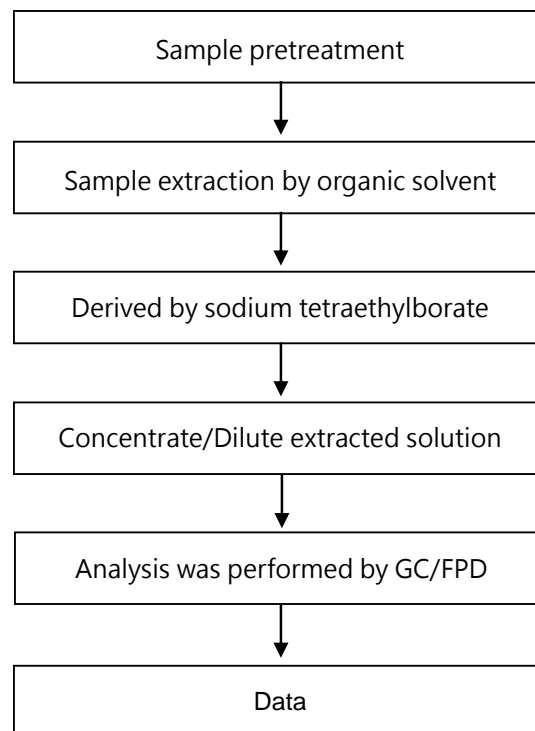 Sample pretreatment
Sample extraction by organic solvent
Derived by sodium tetraethylborate
Concentrate/Dilute extracted solution
Analysis was performed by GC/FPD
Data